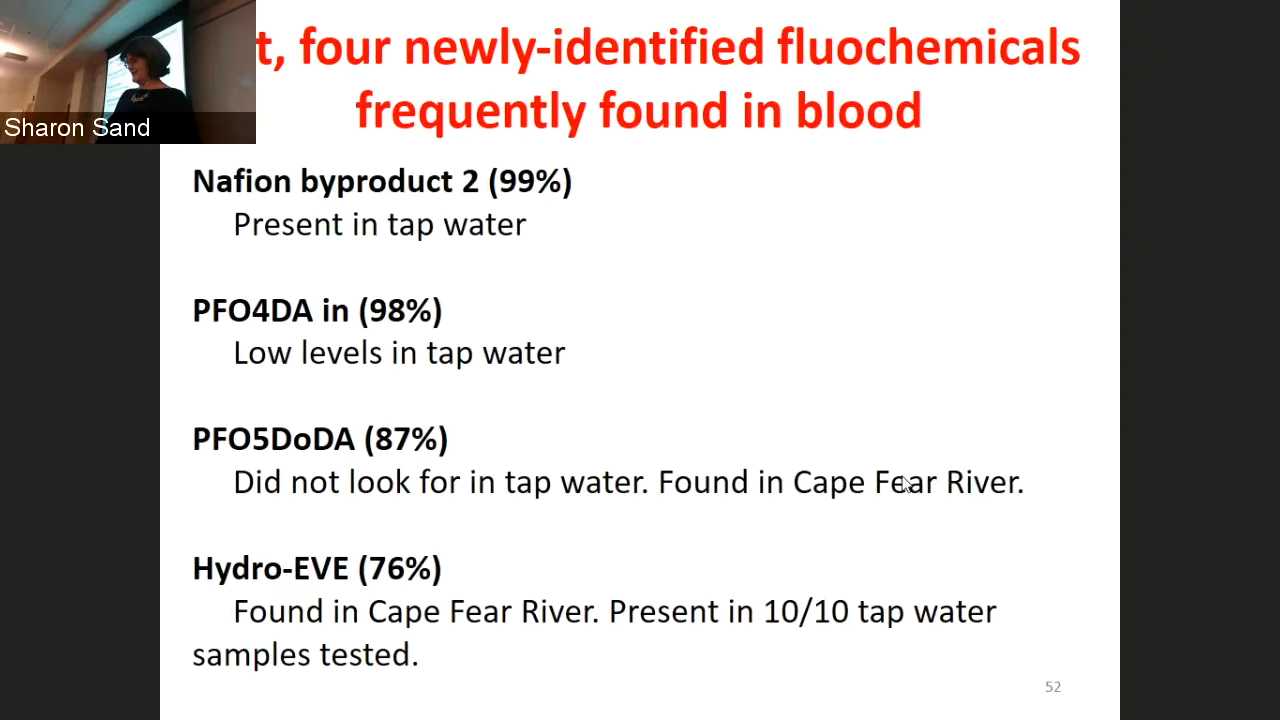 t, four newly-identified fluochemicals
frequently found in blood
Sharon Sand
Nafion byproduct 2 (99%)
Present in tap water
PFO4DA in (98%)
Low levels in tap water
PFO5DoDA (87%)
Did not look for in tap water. Found in Cape Fear River.
Hydro-EVE (76%)
Found in Cape Fear River. Present in 10/10 tap water
samples tested.
52